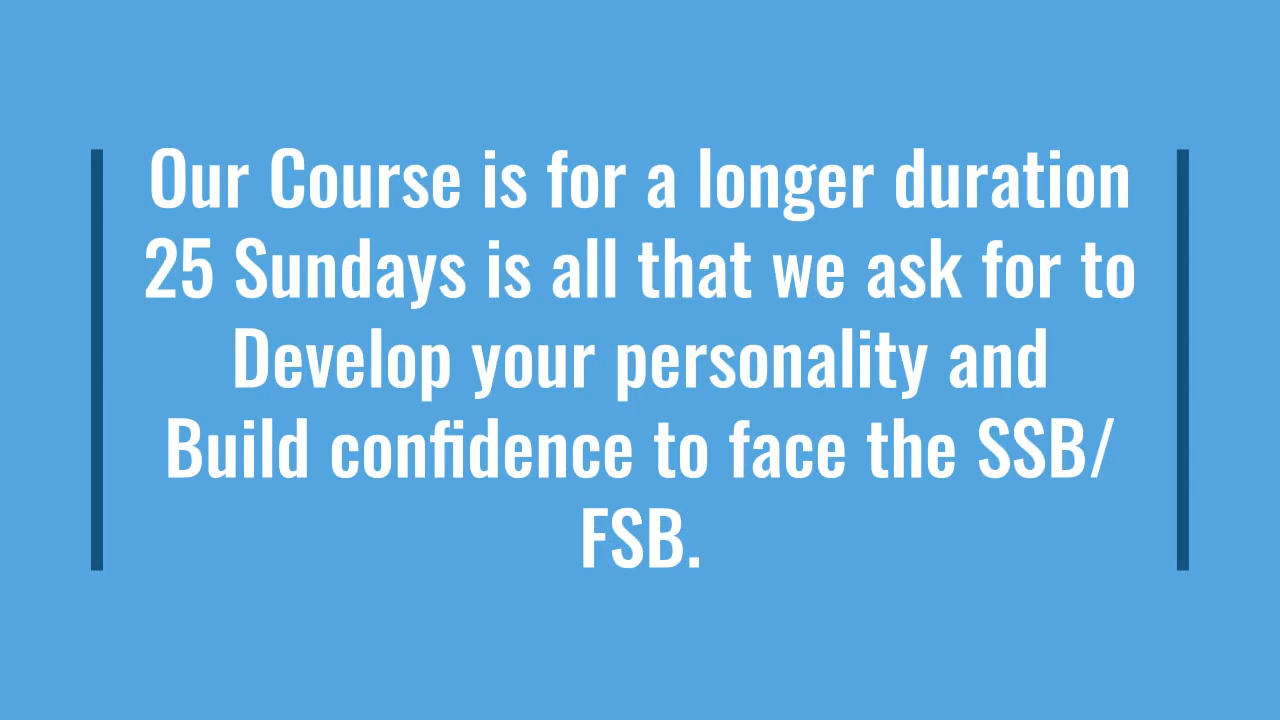 Our Course is for a longer duration
25 Sundays is all that we ask for to
Develop your personality and
Build confidence to face the SSB/
FSB.